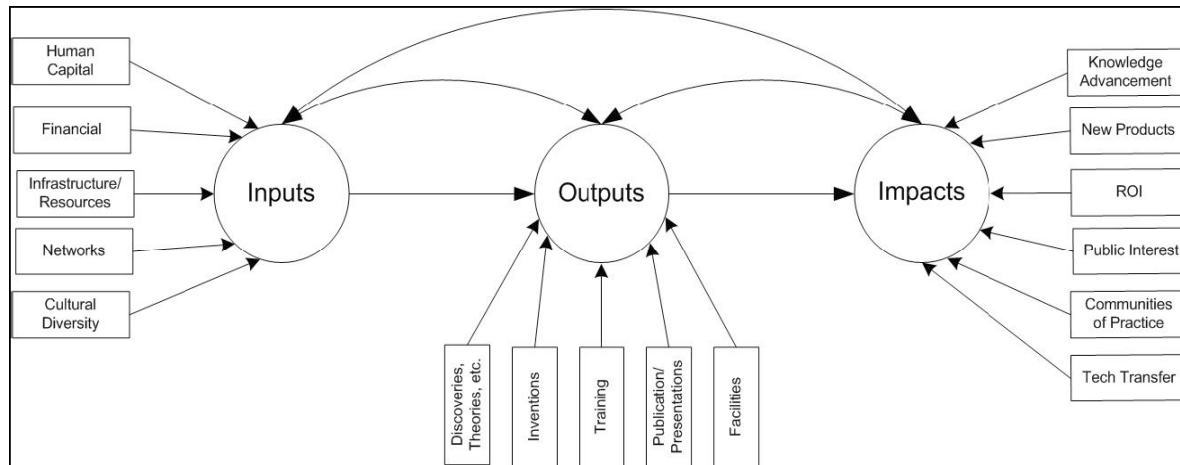 Human
Capital
Financial
Infrastructure/
Resources
Networks
Cultural
Diversity
Inputs
Outputs
Impacts
Discoveries,
Theories, etc.
Inventions
Training
Publication/
Presentations
Facilities
Knowledge
Advancement
New Products
ROI
Public Interest
Communities
of Practice
Tech Transfer